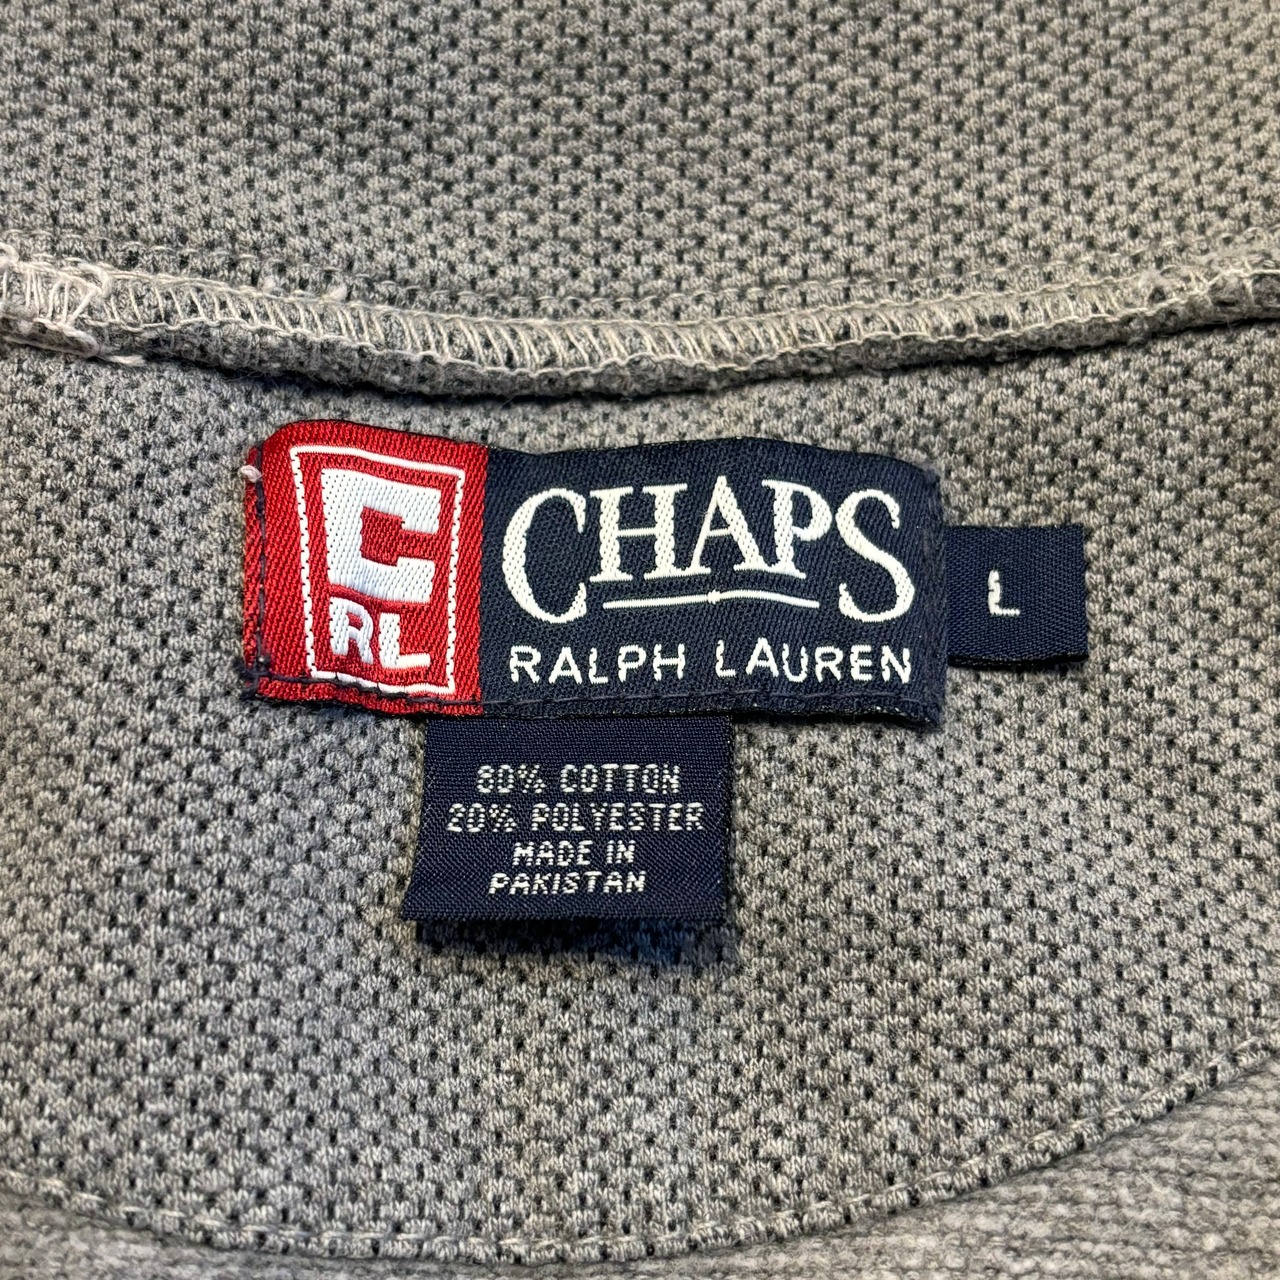 C
RL
CHAPS
RALPH LAUREN
L
80% COTTON
20% POLYESTER
MADE IN
PAKISTAN